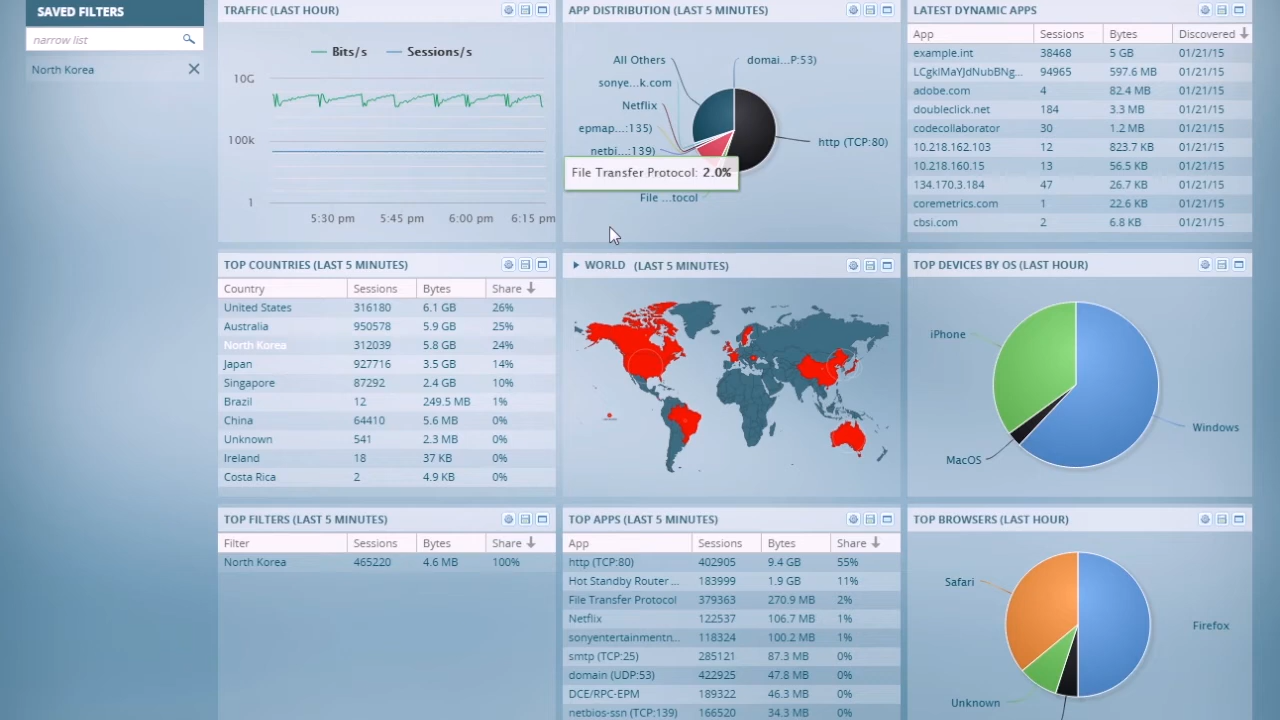 SAVED FILTERS
narrow list
North Korea
TRAFFIC (LAST HOUR)
Bits/s Sessions/s
10G
100k
1
5:30 pm 5:45 pm 6:00 pm 6:15 pm
APP DISTRIBUTION (LAST 5 MINUTES)
All Others
domai...P:53)
sonye...k.com
Netflix
epmap...:135)
http (TCP:80)
netbi...:139)
File Transfer Protocol: 2.0%
File ...tocol
LATEST DYNAMIC APPS
App Sessions Bytes Discovered
example.int 38468 5 GB 01/21/15
LCgkIMaYJdNubBNg... 94965 597.6 MB 01/21/15
adobe.com 4 82.4 MB 01/21/15
doubleclick.net 184 3.3 MB 01/21/15
codecollaborator 30 1.2 MB 01/21/15
10.218.162.103 12 823.7 KB 01/21/15
10.218.160.15 13 56.5 KB 01/21/15
134.170.3.184 47 26.7 KB 01/21/15
coremetrics.com 1 22.6 KB 01/21/15
cbsi.com 2 6.8 KB 01/21/15
TOP COUNTRIES (LAST 5 MINUTES)
Country Sessions Bytes Share
United States 316180 6.1 GB 26%
Australia 950578 5.9 GB 25%
North Korea 312039 5.8 GB 24%
Japan 927716 3.5 GB 14%
Singapore 87292 2.4 GB 10%
Brazil 12 249.5 MB 1%
China 64410 5.6 MB 0%
Unknown 541 2.3 MB 0%
Ireland 18 37 KB 0%
Costa Rica 2 4.9 KB 0%
WORLD (LAST 5 MINUTES)
TOP DEVICES BY OS (LAST HOUR)
iPhone
Windows
MacOS
TOP FILTERS (LAST 5 MINUTES)
Filter Sessions Bytes Share
North Korea 465220 4.6 MB 100%
TOP APPS (LAST 5 MINUTES)
App Sessions Bytes Share
http (TCP:80) 402905 9.4 GB 55%
Hot Standby Router ... 183999 1.9 GB 11%
File Transfer Protocol 379363 270.9 MB 2%
Netflix 122537 106.7 MB 1%
sonyentertainmentn... 118324 100.2 MB 1%
smtp (TCP:25) 285121 87.3 MB 0%
domain (UDP:53) 422925 47.8 MB 0%
DCE/RPC-EPM 189322 46.3 MB 0%
netbios-ssn (TCP:139) 166520 34.3 MB 0%
TOP BROWSERS (LAST HOUR)
Safari
Firefox
Unknown